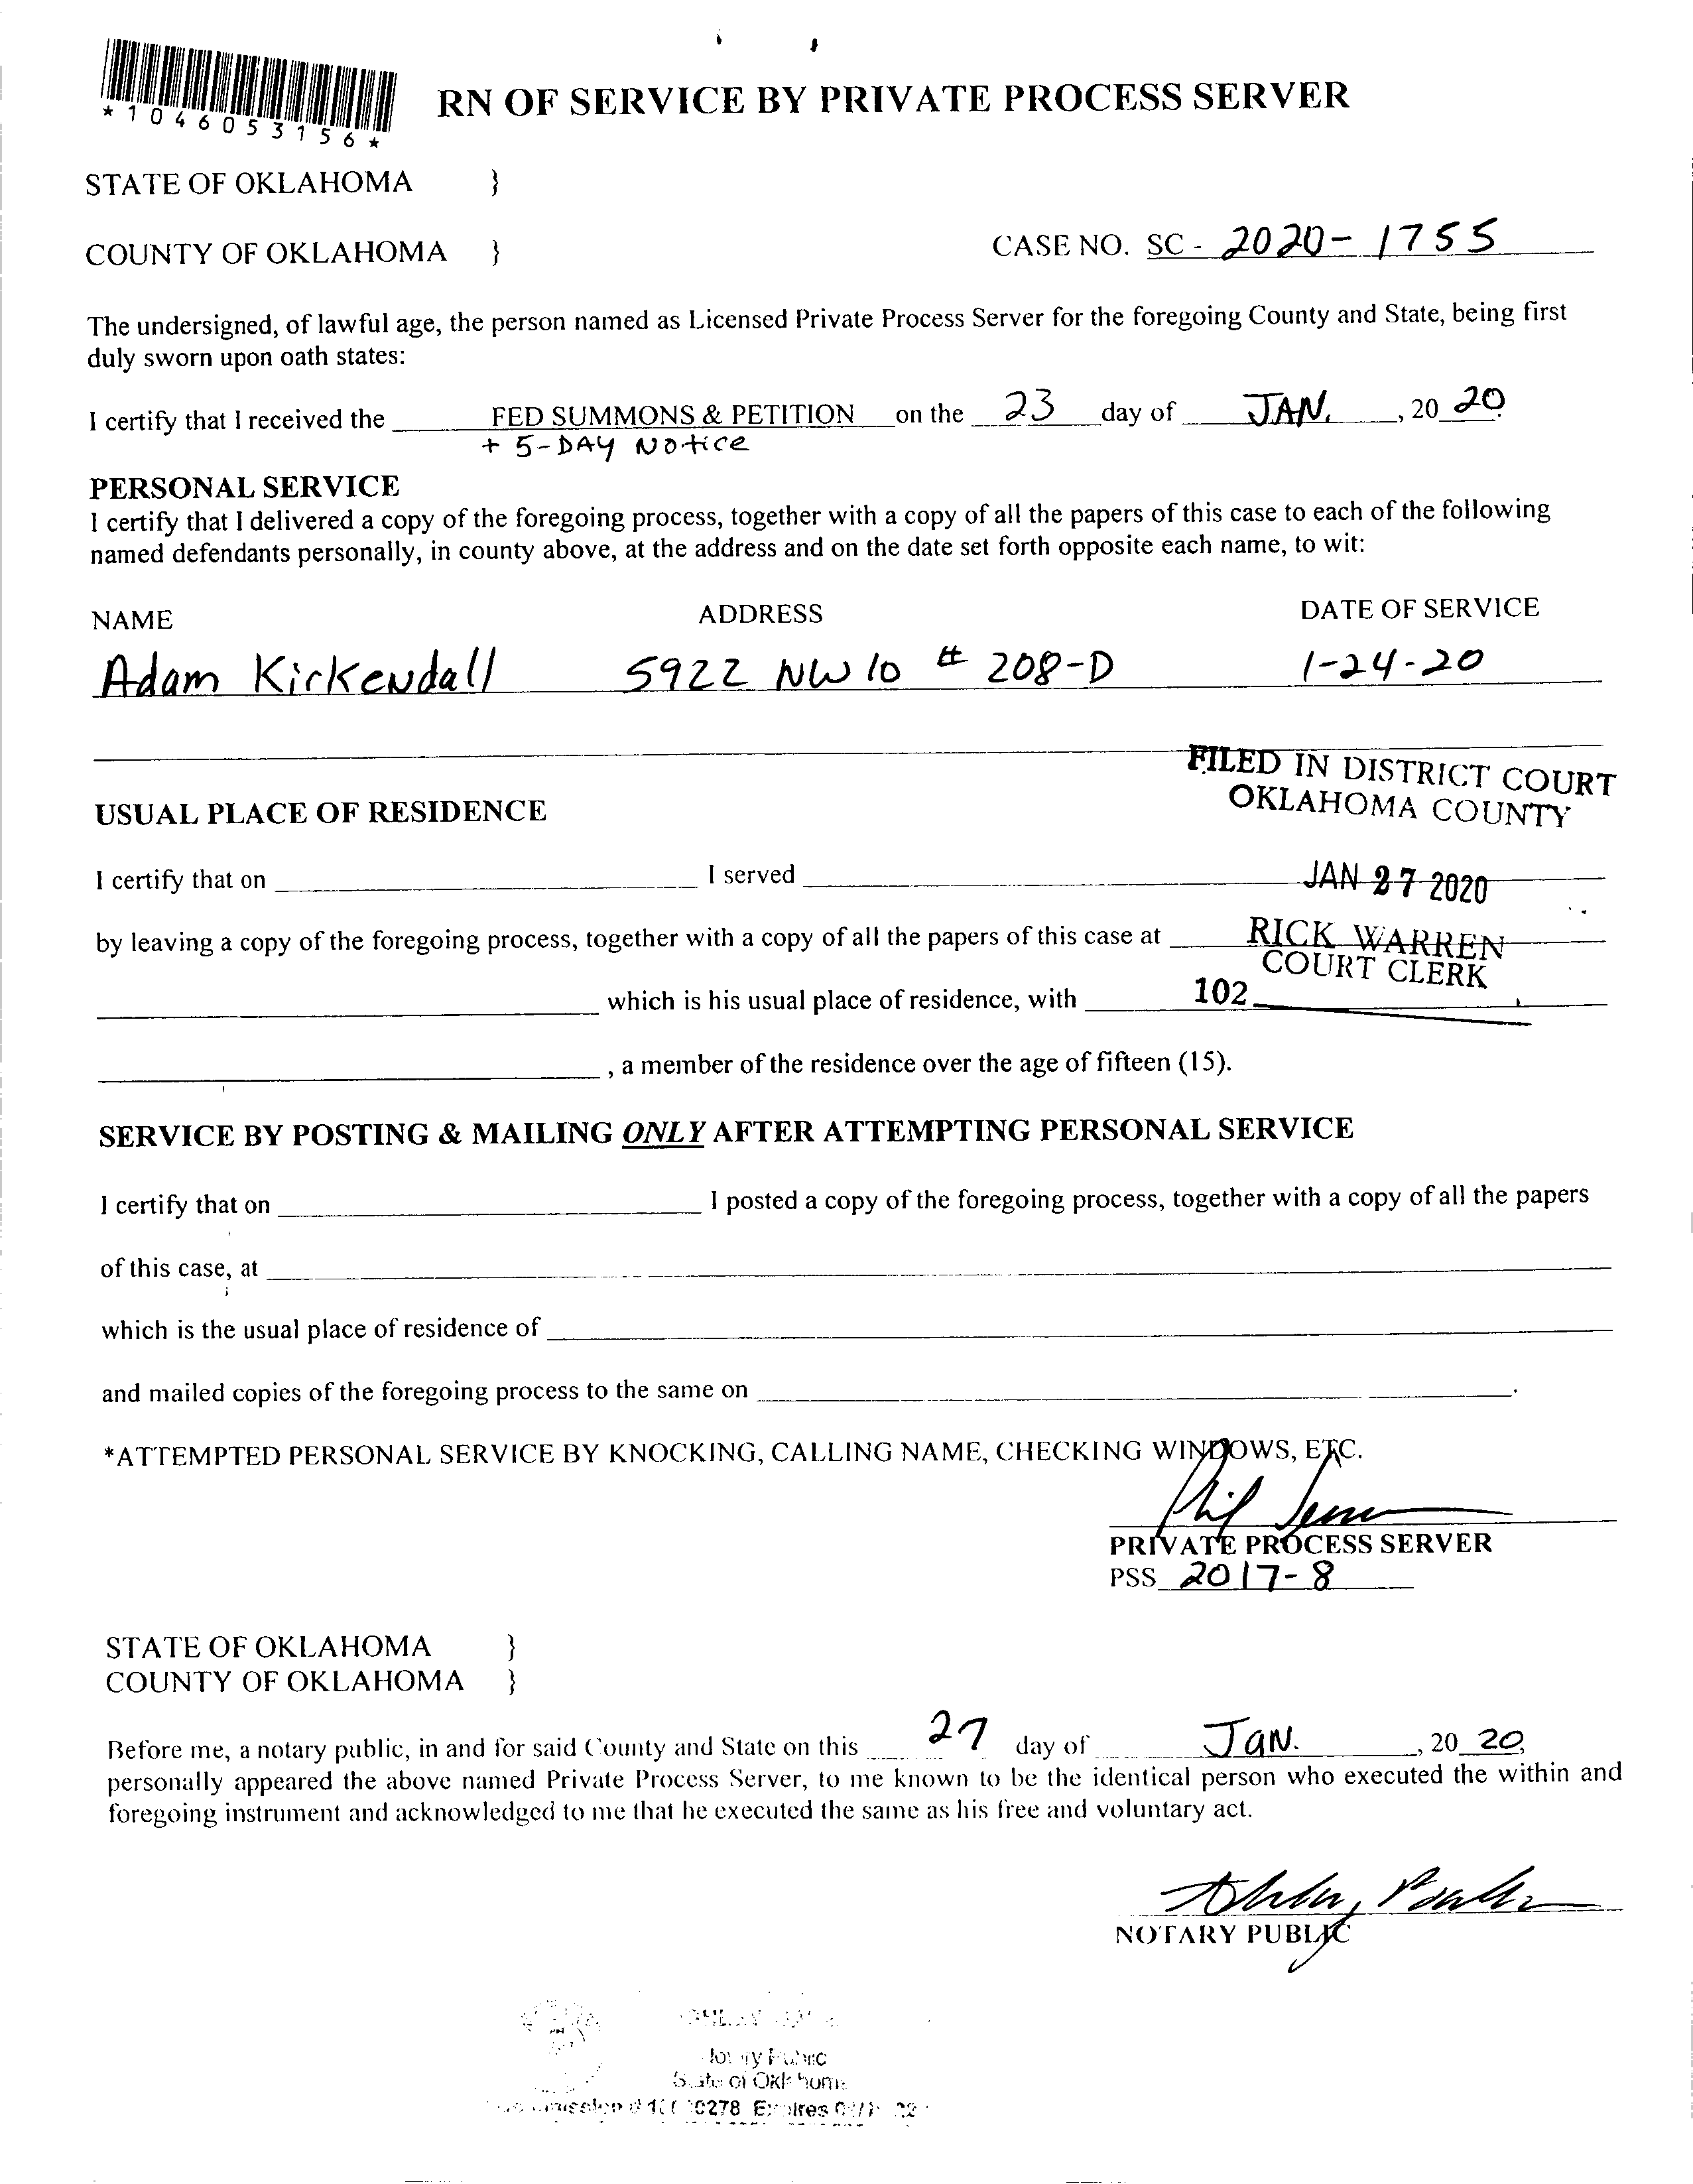 *1046053156*
RN OF SERVICE BY PRIVATE PROCESS SERVER
STATE OF OKLAHOMA }
COUNTY OF OKLAHOMA } CASE NO. SC - 2020-1755
The undersigned, of lawful age, the person named as Licensed Private Process Server for the foregoing County and State, being first
duly sworn upon oath states:
I certify that I received the FED SUMMONS & PETITION on the 23 day of JAN. , 20 20.
+ 5-DAY Notice
PERSONAL SERVICE
I certify that I delivered a copy of the foregoing process, together with a copy of all the papers of this case to each of the following
named defendants personally, in county above, at the address and on the date set forth opposite each name, to wit:
NAME ADDRESS DATE OF SERVICE
Adam Kirkendall 5922 NW 10 # 208-D 1-24-20
FILED IN DISTRICT COURT
OKLAHOMA COUNTY
USUAL PLACE OF RESIDENCE
I certify that on I served
JAN 27 2020
by leaving a copy of the foregoing process, together with a copy of all the papers of this case at
RICK WARREN
COURT CLERK
which is his usual place of residence, with
102
, a member of the residence over the age of fifteen (15).
SERVICE BY POSTING & MAILING ONLY AFTER ATTEMPTING PERSONAL SERVICE
I certify that on I posted a copy of the foregoing process, together with a copy of all the papers
of this case, at
which is the usual place of residence of
and mailed copies of the foregoing process to the same on .
*ATTEMPTED PERSONAL SERVICE BY KNOCKING, CALLING NAME, CHECKING WINDOWS, ETC.
PRIVATE PROCESS SERVER
PSS 2017-8
STATE OF OKLAHOMA }
COUNTY OF OKLAHOMA }
Before me, a notary public, in and for said County and State on this 27 day of JaN. , 20 20,
personally appeared the above named Private Process Server, to me known to be the identical person who executed the within and
foregoing instrument and acknowledged to me that he executed the same as his free and voluntary act.
NOTARY PUBLIC
Public
State of Oklahoma
Expires